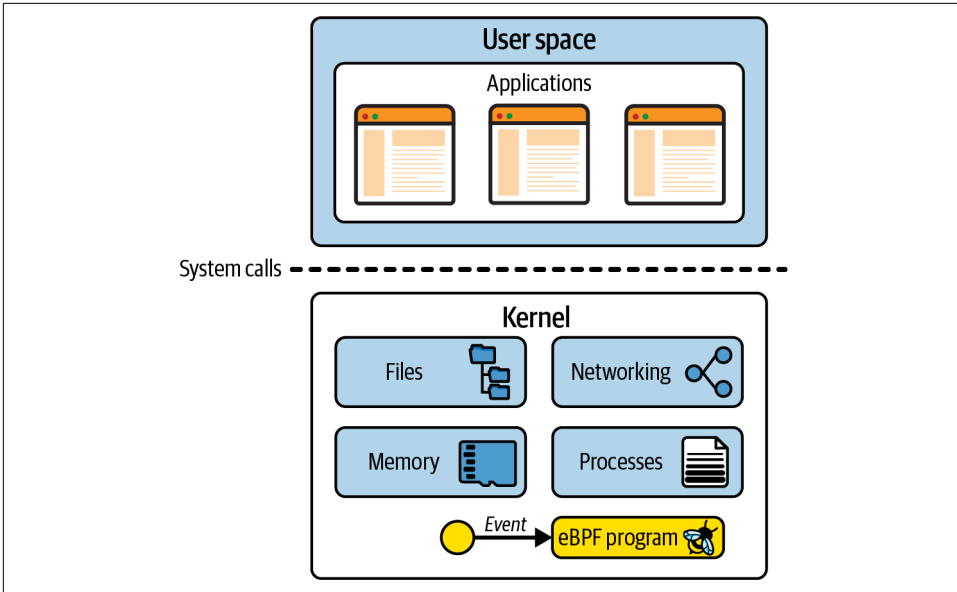 User space
Applications
System calls
Kernel
Files
Networking
Memory
Processes
Event
eBPF program